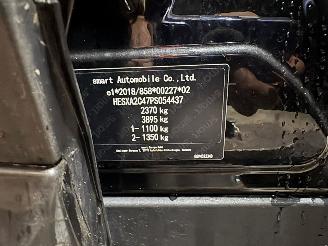 smart Automobile Co.,Ltd.
e1*2018/858*00227*02
HESXA2C47PS054437
2370 kg
3895 kg
1- 1100 kg
2- 1350 kg